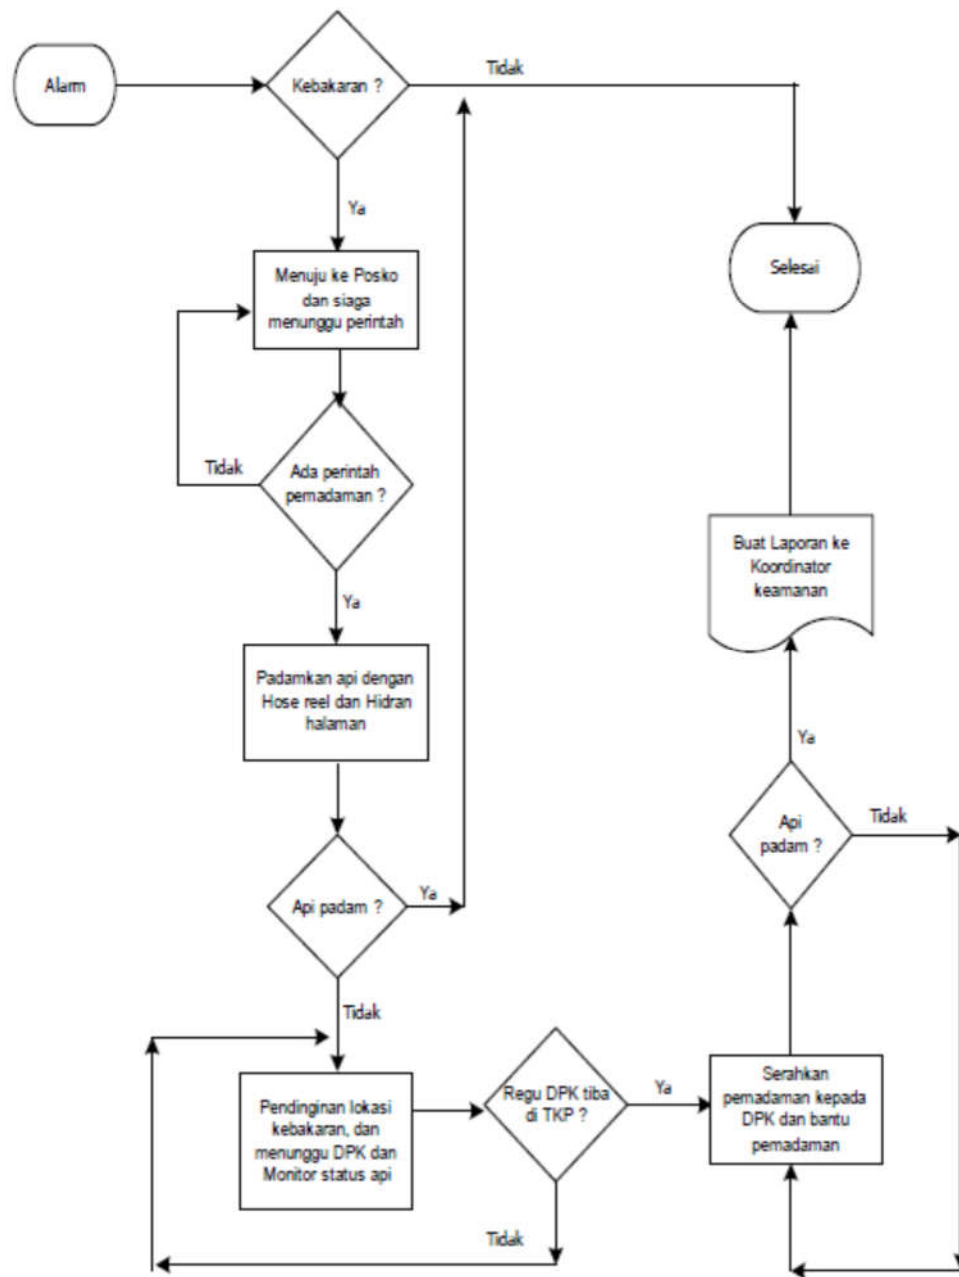 Alarm
Kebakaran ?
Tidak
Ya
Menuju ke Posko
dan siaga
menunggu perintah
Selesai
Tidak
Ada perintah
pemadaman ?
Ya
Buat Laporan ke
Koordinator
keamanan
Padamkan api dengan
Hose reel dan Hidran
halaman
Ya
Api
padam ?
Tidak
Api padam ?
Ya
Tidak
Pendinginan lokasi
kebakaran, dan
menunggu DPK dan
Monitor status api
Regu DPK tiba
di TKP ?
Ya
Serahkan
pemadaman kepada
DPK dan bantu
pemadaman
Tidak